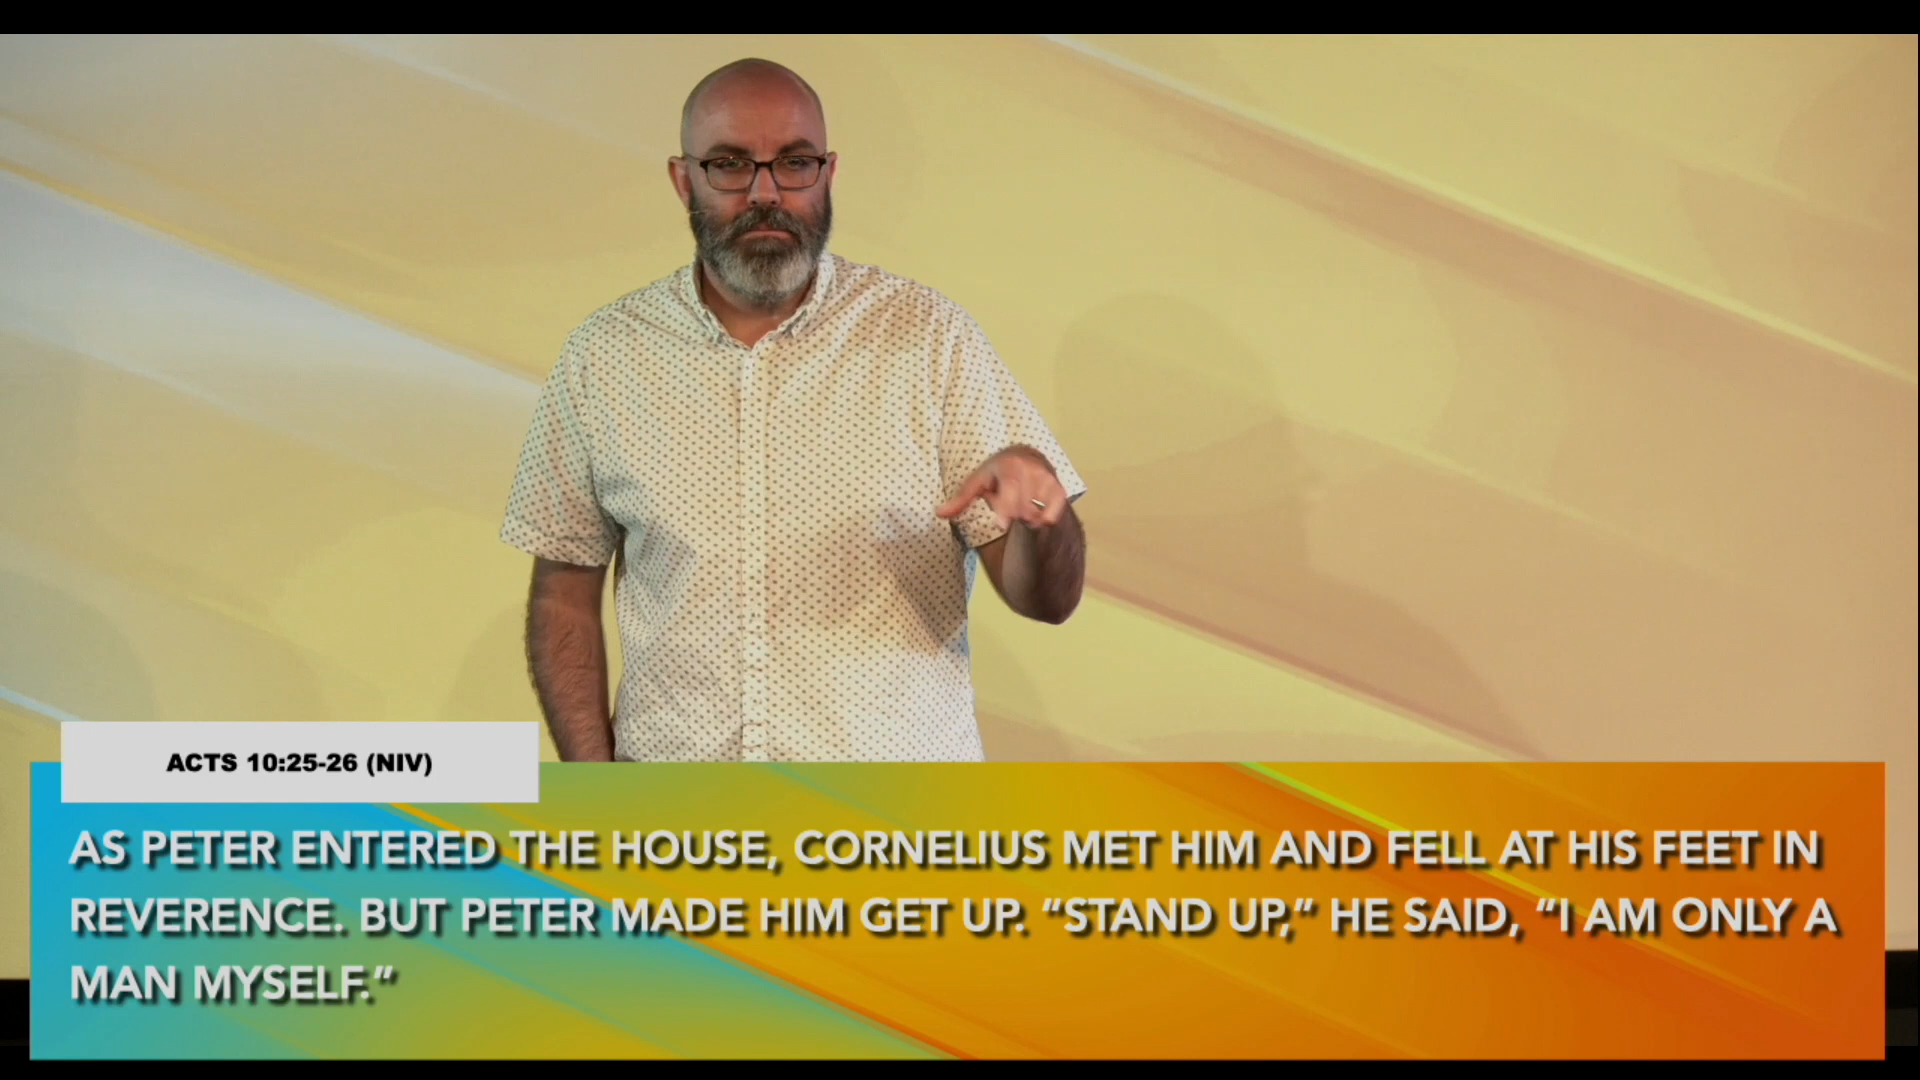 ACTS 10:25-26 (NIV)
AS PETER ENTERED THE HOUSE, CORNELIUS MET HIM AND FELL AT HIS FEET IN
REVERENCE. BUT PETER MADE HIM GET UP. “STAND UP,” HE SAID, “I AM ONLY A
MAN MYSELF.”